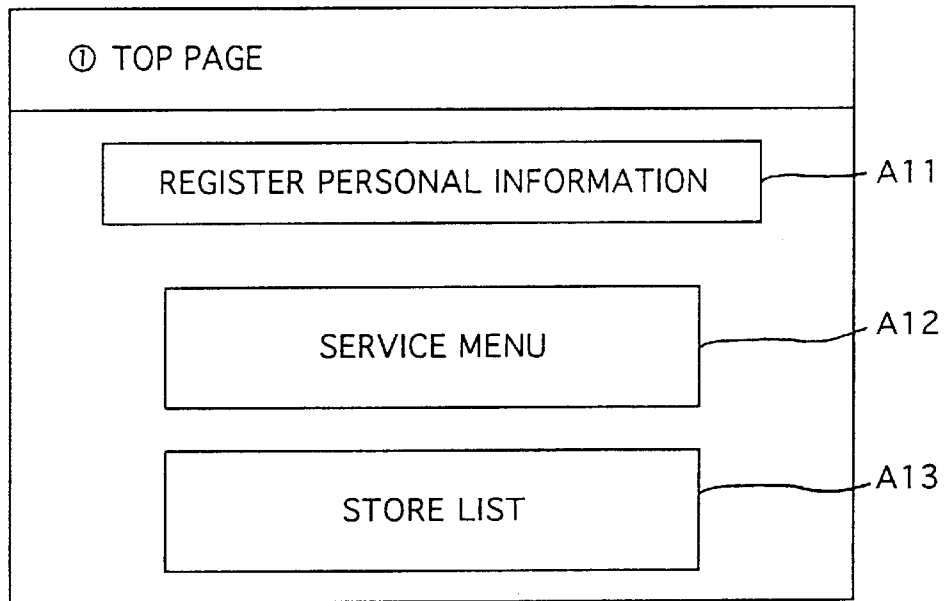 ① TOP PAGE
REGISTER PERSONAL INFORMATION
A11
SERVICE MENU
A12
STORE LIST
A13